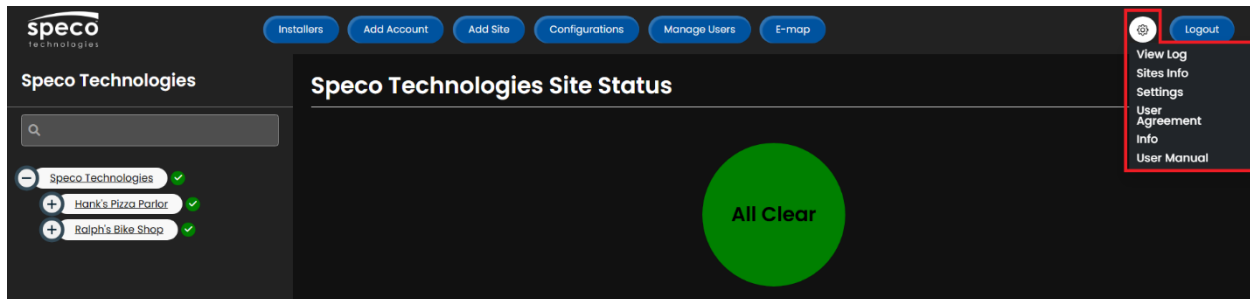 speco
technologies
Installers
Add Account
Add Site
Configurations
Manage Users
E-map
Logout
View Log
Sites Info
Settings
User
Agreement
Info
User Manual
Speco Technologies
Speco Technologies
Hank's Pizza Parlor
Ralph's Bike Shop
Speco Technologies Site Status
All Clear